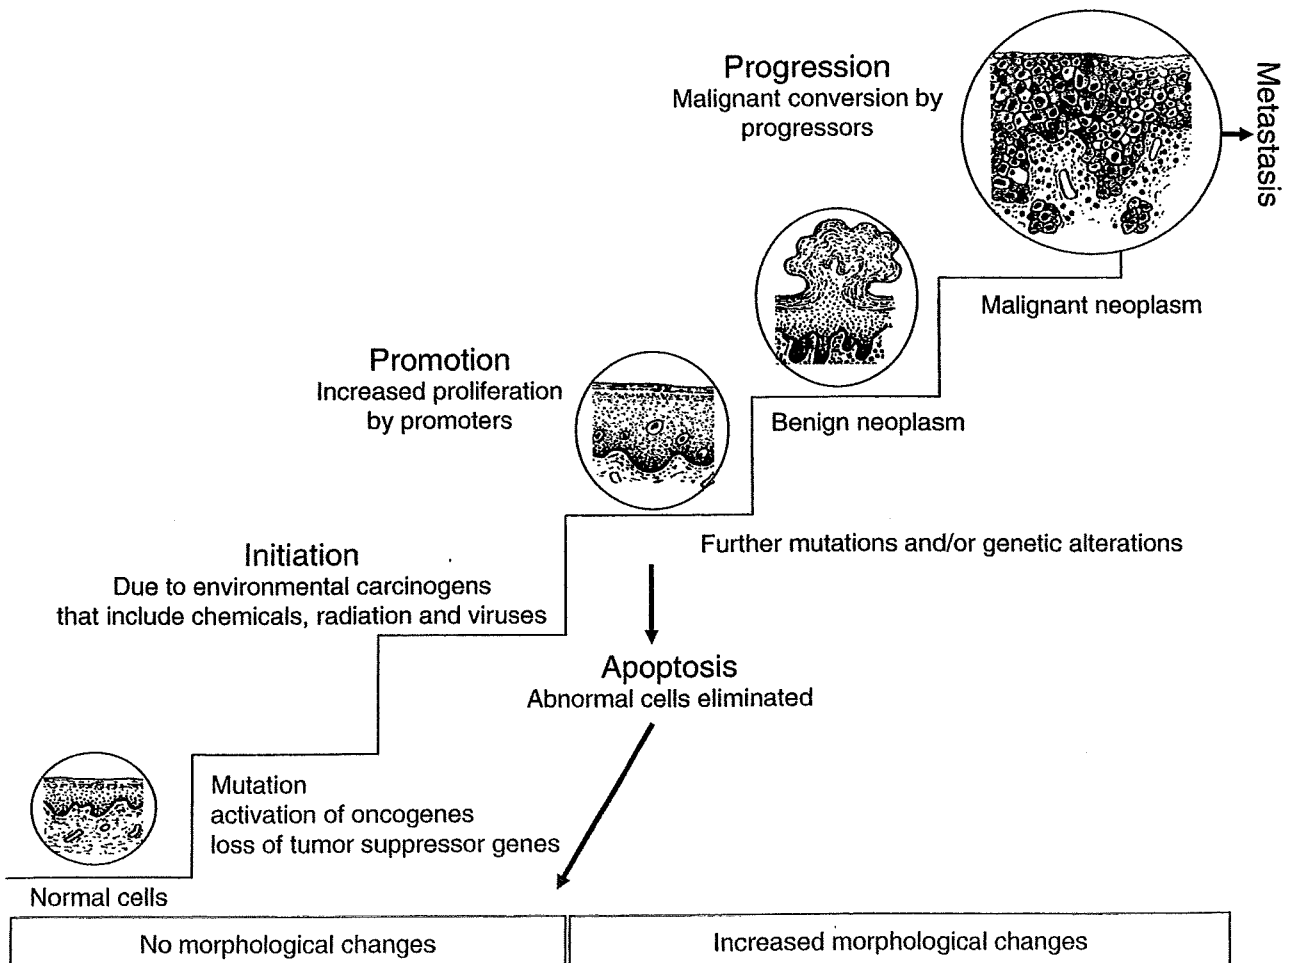 Progression
Malignant conversion by
progressors
Metastasis
Malignant neoplasm
Promotion
Increased proliferation
by promoters
Benign neoplasm
Initiation
Due to environmental carcinogens
that include chemicals, radiation and viruses
Further mutations and/or genetic alterations
Apoptosis
Abnormal cells eliminated
Mutation
activation of oncogenes
loss of tumor suppressor genes
Normal cells
No morphological changes
Increased morphological changes